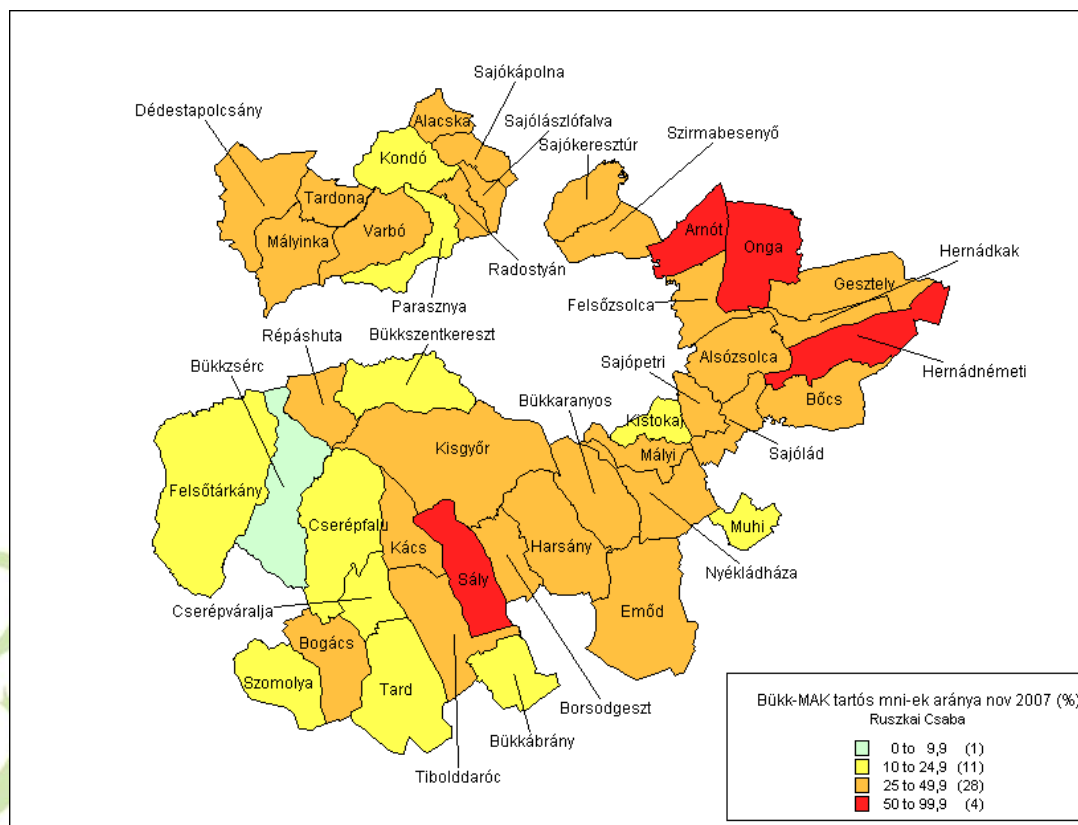 Sajókápolna
Dédestapolcsány
Alacska
Sajólászlófalva
Szirmabesenyő
Kondó
Sajókeresztúr
Tardona
Arnót
Varbó
Mályinka
Onga
Hernádkak
Radostyán
Gesztely
Parasznya
Felsőzsolca
Répáshuta
Bükkszentkereszt
Bükkzsérc
Sajópetri
Alsózsolca
Hernádnémeti
Bükkaranyos
Bőcs
Kistokaj
Kisgyőr
Mályi
Sajólád
Felsőtárkány
Cserépfalu
Muhi
Kács
Harsány
Nyékládháza
Sály
Cserépváralja
Emőd
Bogács
Szomolya
Tard
Borsodgeszt
Bükkábrány
Tibolddaróc
Bükk-MAK tartós mni-ek aránya nov 2007 (%)
Ruszkai Csaba
0 to 9,9 (1)
10 to 24,9 (11)
25 to 49,9 (28)
50 to 99,9 (4)